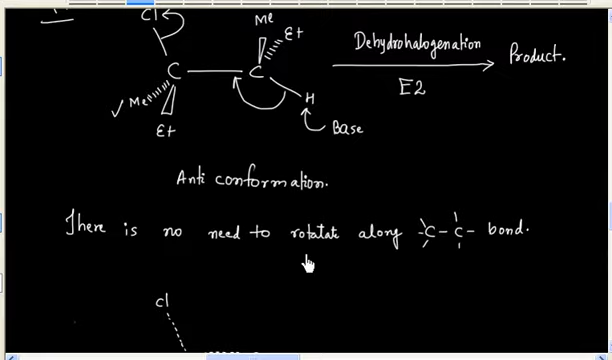 Cl
Me
Et
Dehydrohalogenation
Product.
E2
C
C
Me
H
Et
Base
Anti conformation.
There is no need to rotatate along -C-C- bond.
Cl